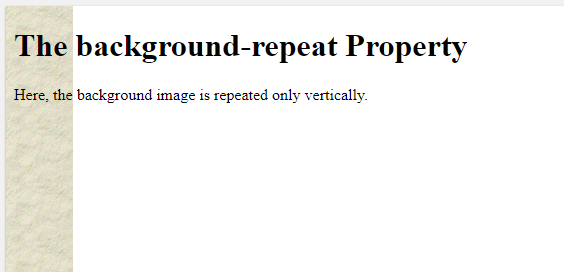 The background-repeat Property
Here, the background image is repeated only vertically.